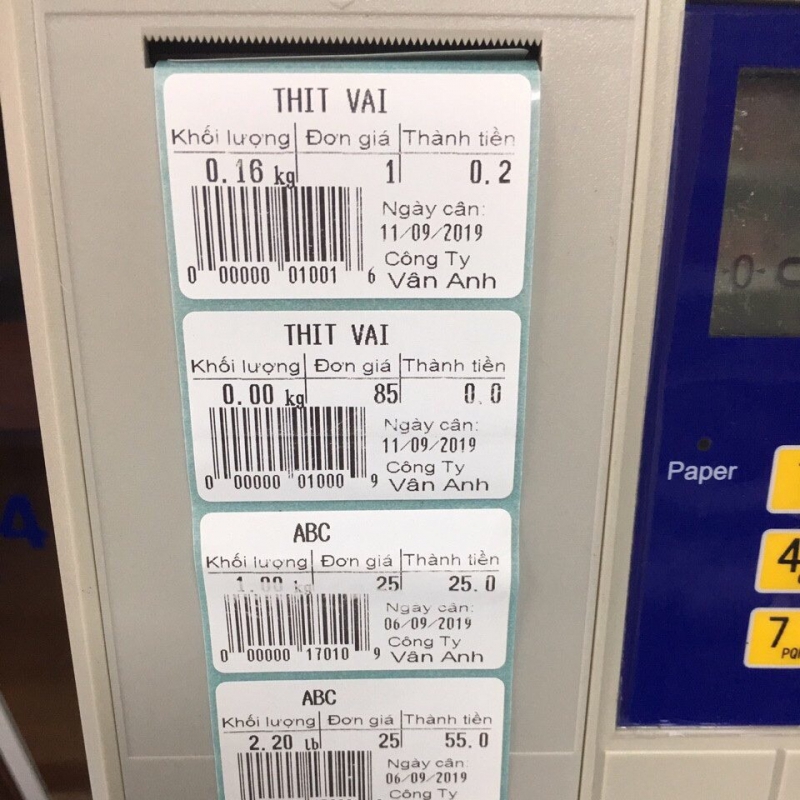 THIT VAI
Khối lượng Đơn giá Thành tiền
0.16 kg 1 0.2
Ngày cân:
11/09/2019
Công Ty
Vân Anh
0 00000 01001 6
THIT VAI
Khối lượng Đơn giá Thành tiền
0.00 kg 85 0.0
Ngày cân:
11/09/2019
Công Ty
Vân Anh
0 00000 01000 9
ABC
Khối lượng Đơn giá Thành tiền
1.00 kg 25 25.0
Ngày cân:
06/09/2019
Công Ty
Vân Anh
0 00000 17010 9
ABC
Khối lượng Đơn giá Thành tiền
2.20 lb 25 55.0
Ngày cân:
06/09/2019
Công Ty
Paper
4
7
4